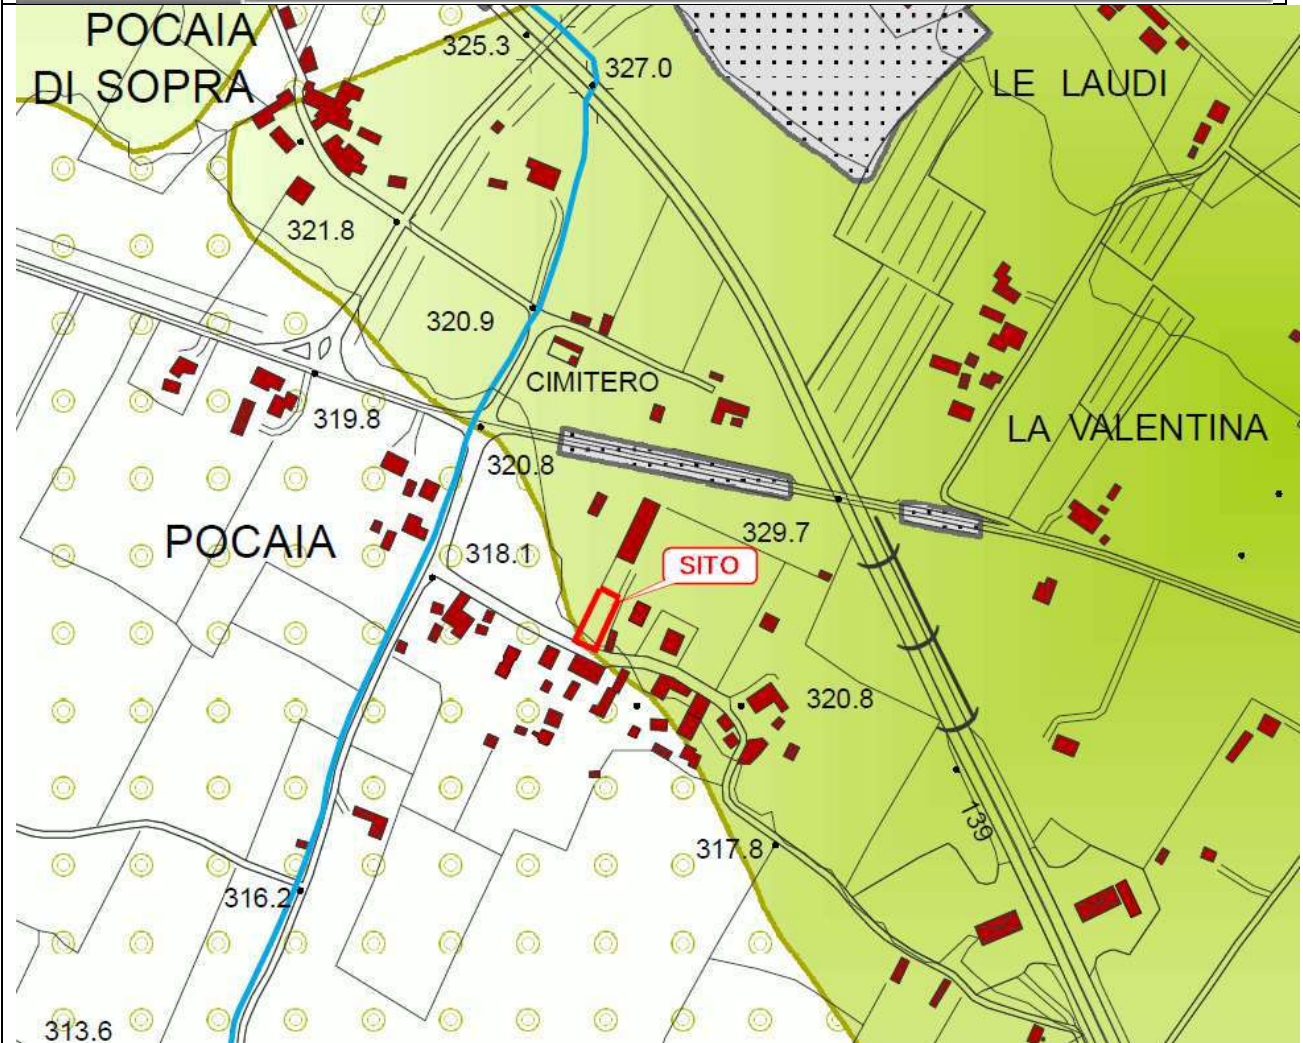 POCAIA
DI SOPRA
325.3
327.0
LE LAUDI
321.8
320.9
CIMITERO
319.8
LA VALENTINA
320.8
POCAIA
318.1
329.7
SITO
320.8
139
317.8
316.2
313.6